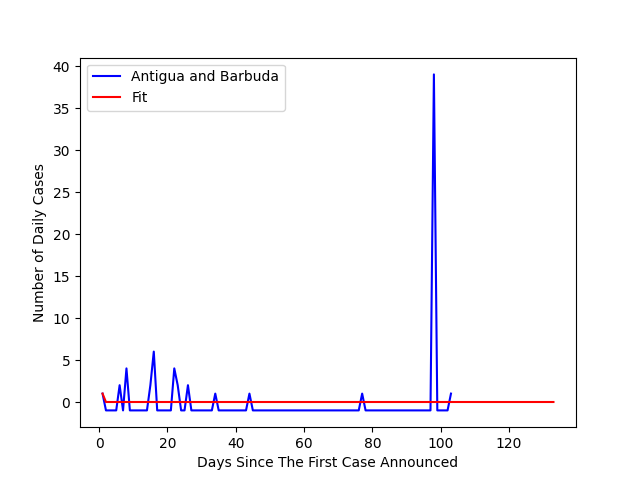 Antigua and Barbuda
Fit
Number of Daily Cases
40
35
30
25
20
15
10
5
0
0 20 40 60 80 100 120
Days Since The First Case Announced